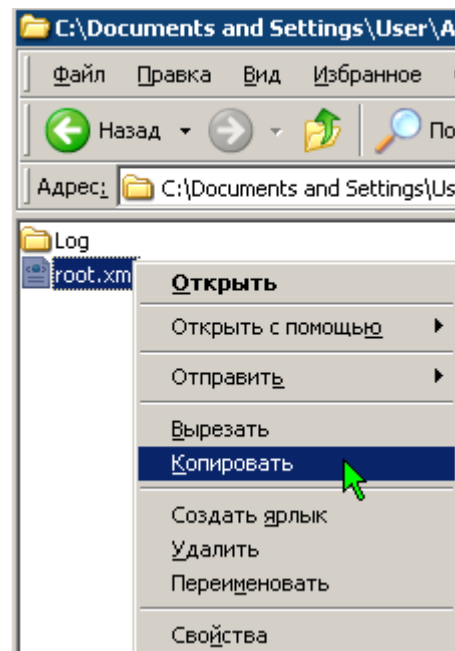 C:\Documents and Settings\User\A
Файл Правка Вид Избранное
Назад По
Адрес: C:\Documents and Settings\Us
Log
root.xm
Открыть
Открыть с помощью
Отправить
Вырезать
Копировать
Создать ярлык
Удалить
Переименовать
Свойства